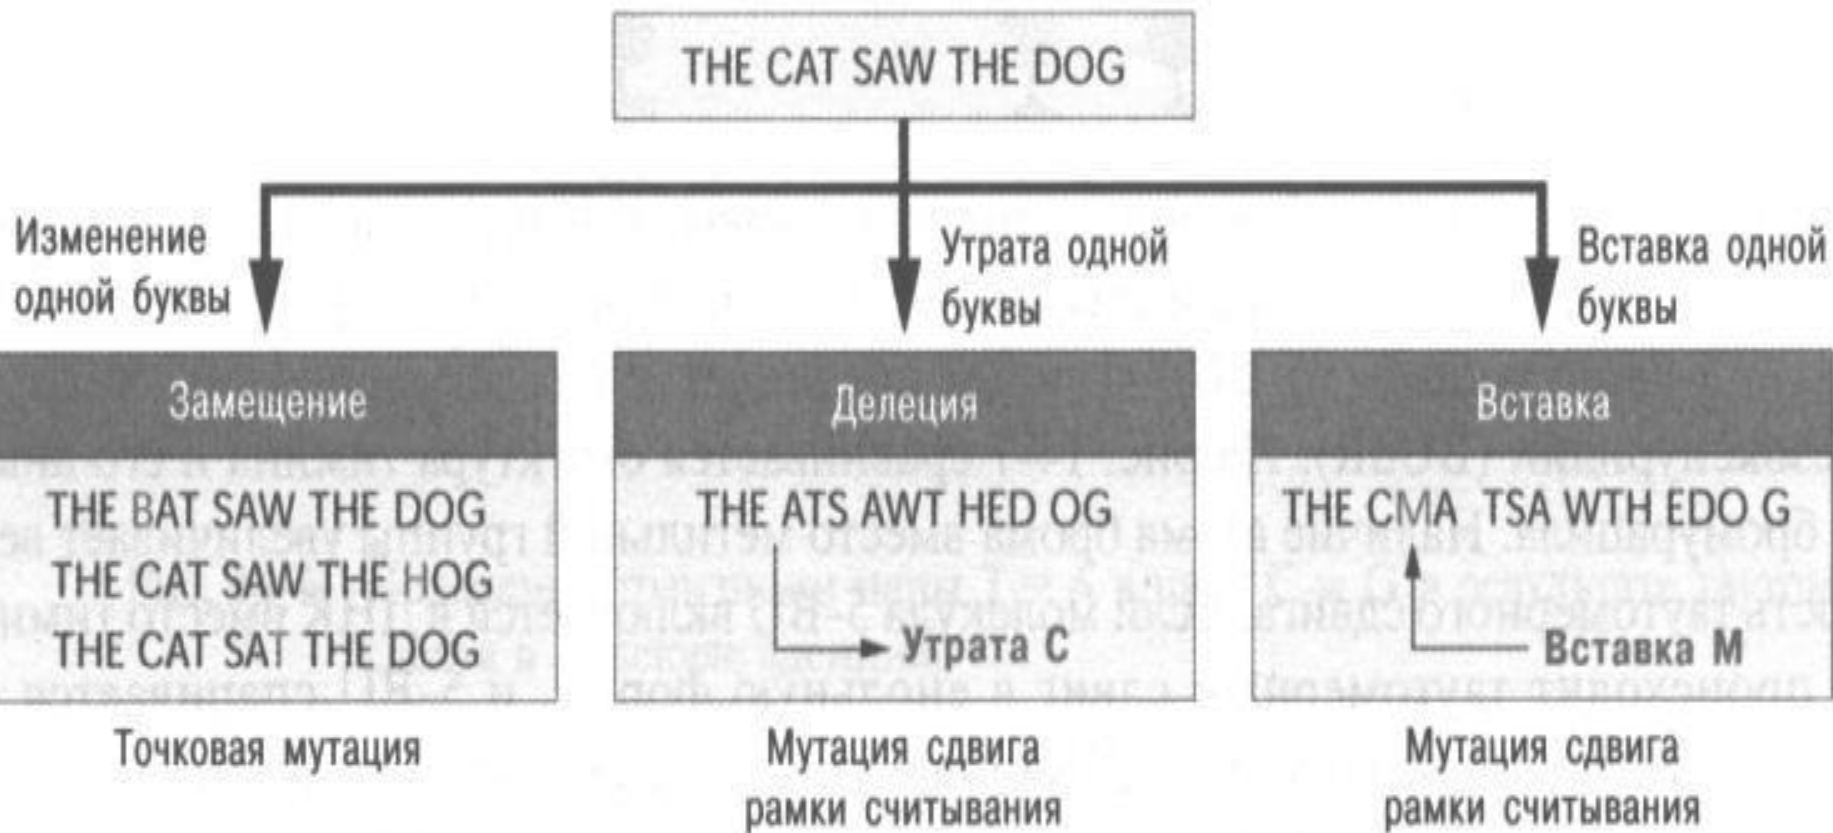 THE CAT SAW THE DOG
Изменение
одной буквы
Утрата одной
буквы
Вставка одной
буквы
Замещение
THE BAT SAW THE DOG
THE CAT SAW THE HOG
THE CAT SAT THE DOG
Точковая мутация
Делеция
THE ATS AWT HED OG
Утрата C
Мутация сдвига
рамки считывания
Вставка
THE CMA TSA WTH EDO G
Вставка M
Мутация сдвига
рамки считывания